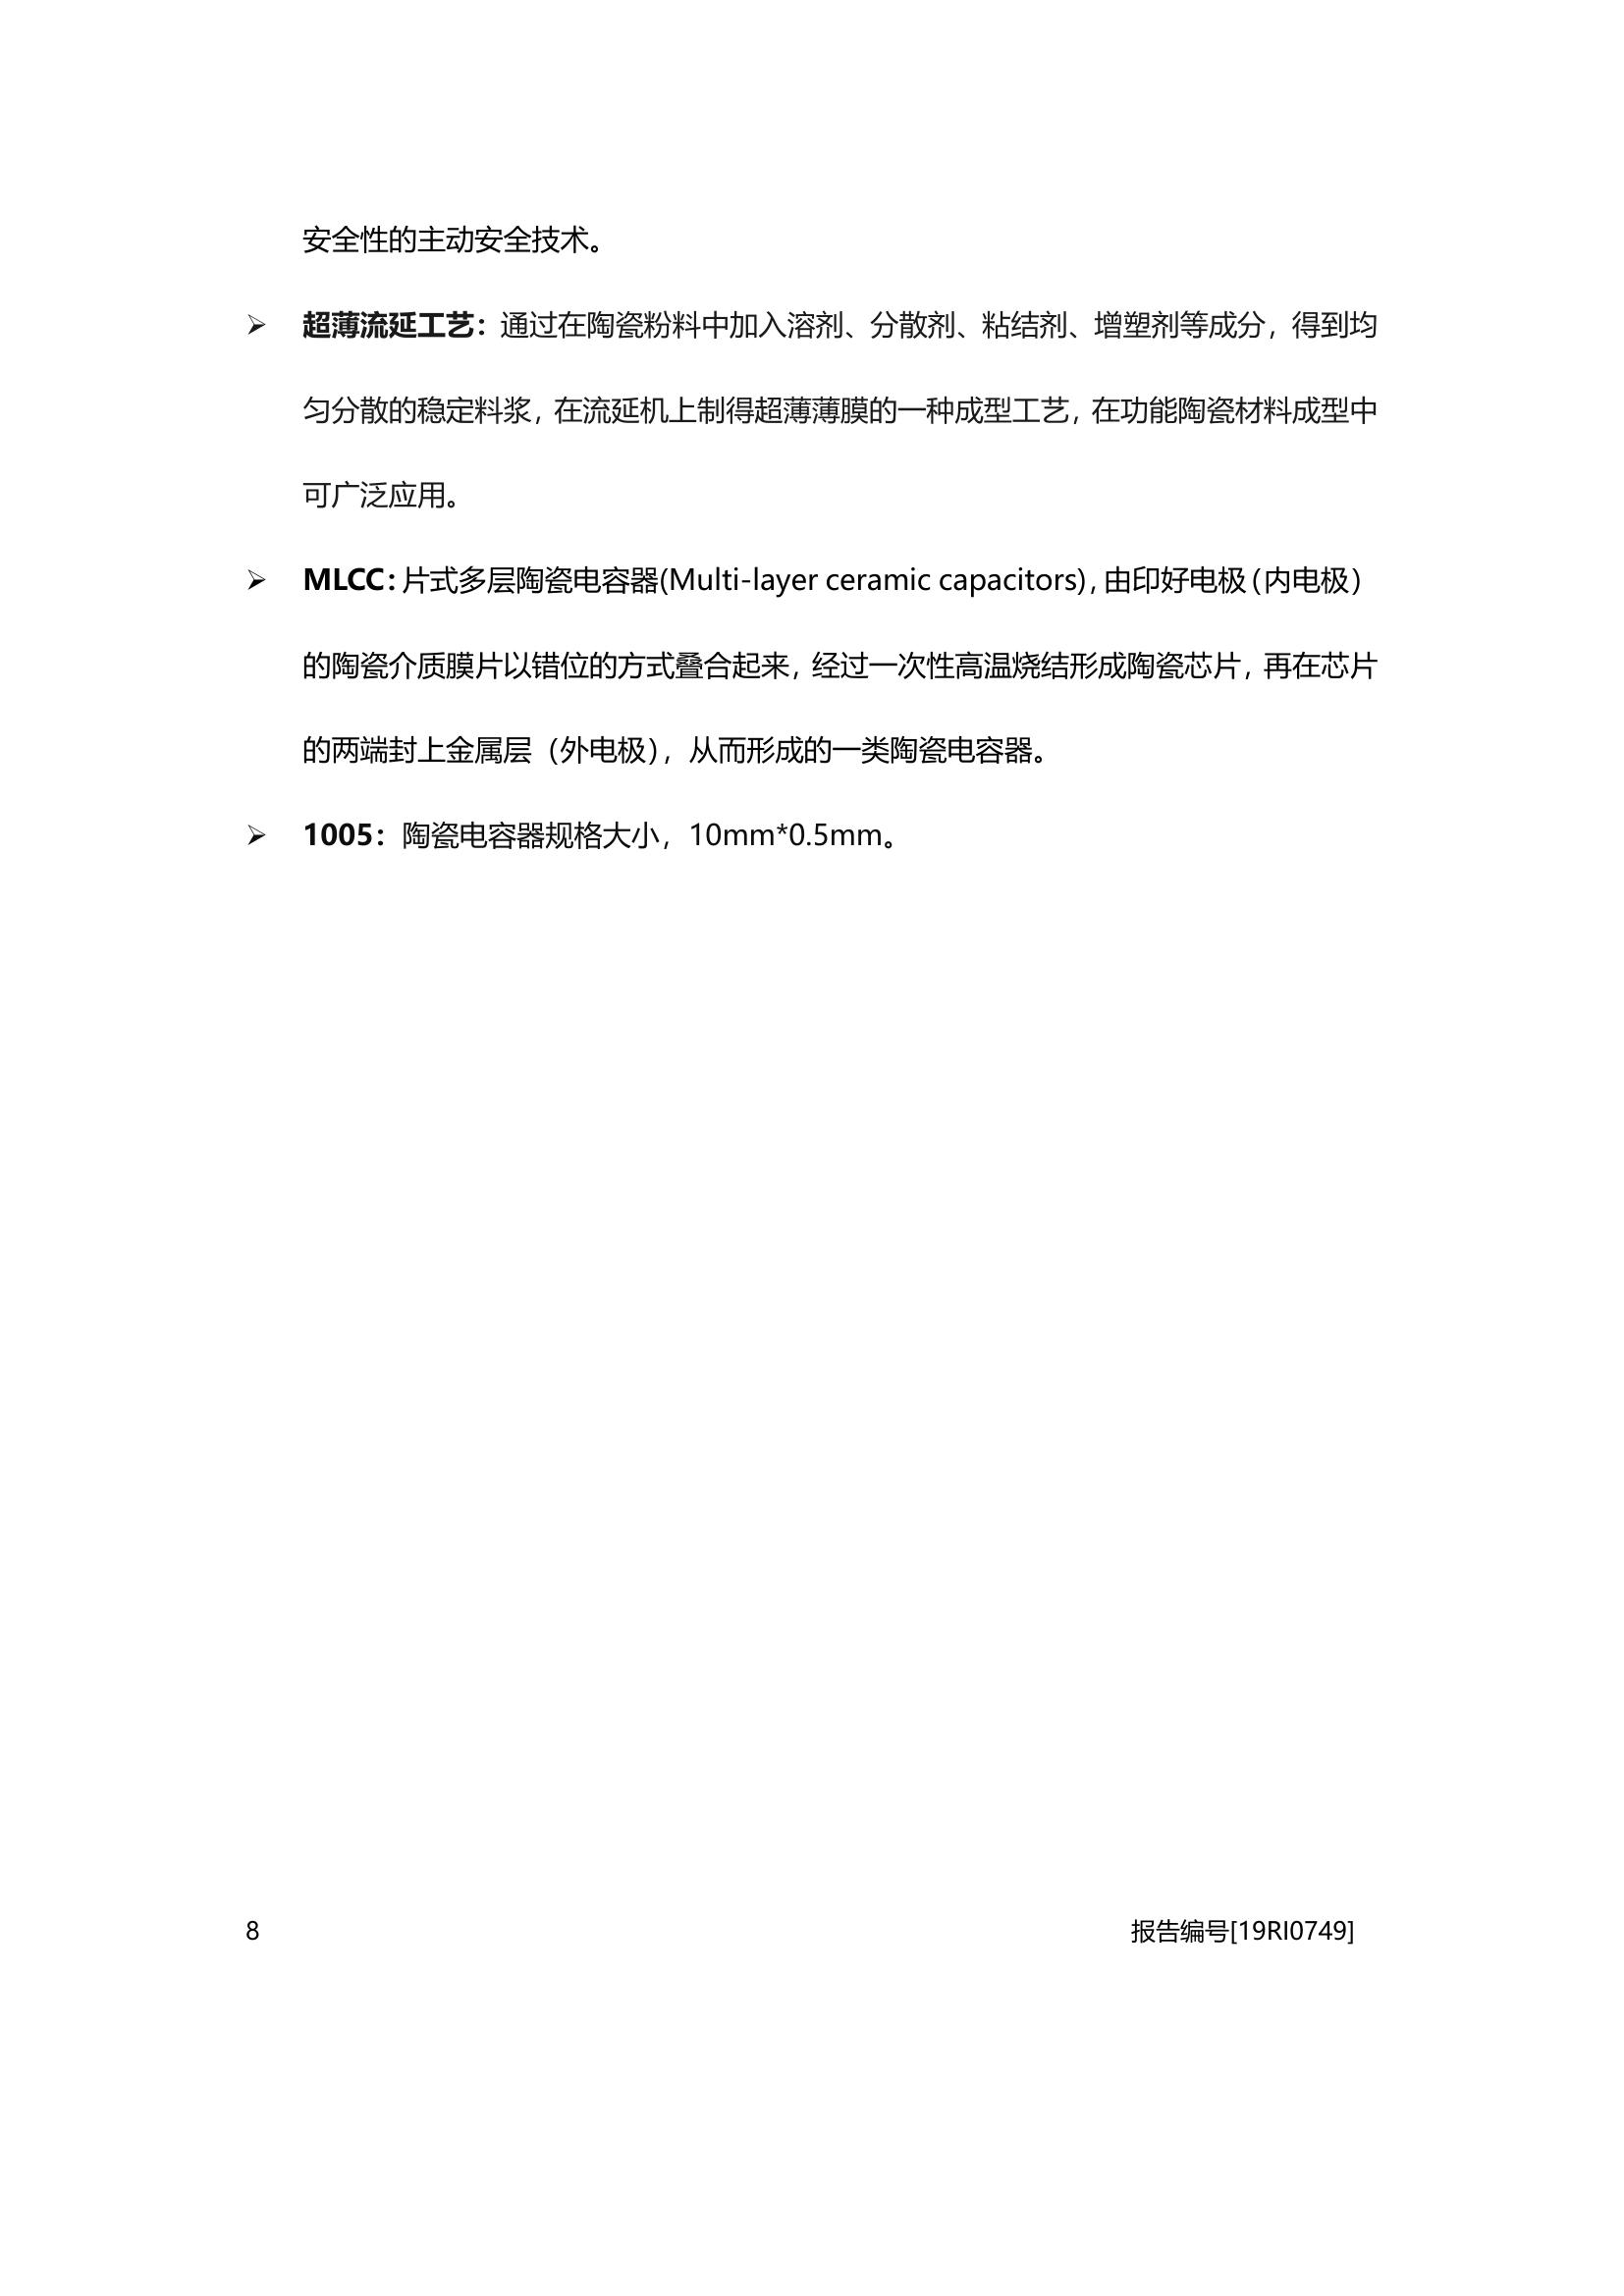 安全性的主动安全技术。
➢ 超薄流延工艺：通过在陶瓷粉料中加入溶剂、分散剂、粘结剂、增塑剂等成分，得到均
匀分散的稳定料浆，在流延机上制得超薄薄膜的一种成型工艺，在功能陶瓷材料成型中
可广泛应用。
➢ MLCC：片式多层陶瓷电容器(Multi-layer ceramic capacitors)，由印好电极（内电极）
的陶瓷介质膜片以错位的方式叠合起来，经过一次性高温烧结形成陶瓷芯片，再在芯片
的两端封上金属层（外电极），从而形成的一类陶瓷电容器。
➢ 1005：陶瓷电容器规格大小，10mm*0.5mm。
8 报告编号[19RI0749]